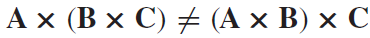 A × (B × C) ≠ (A × B) × C